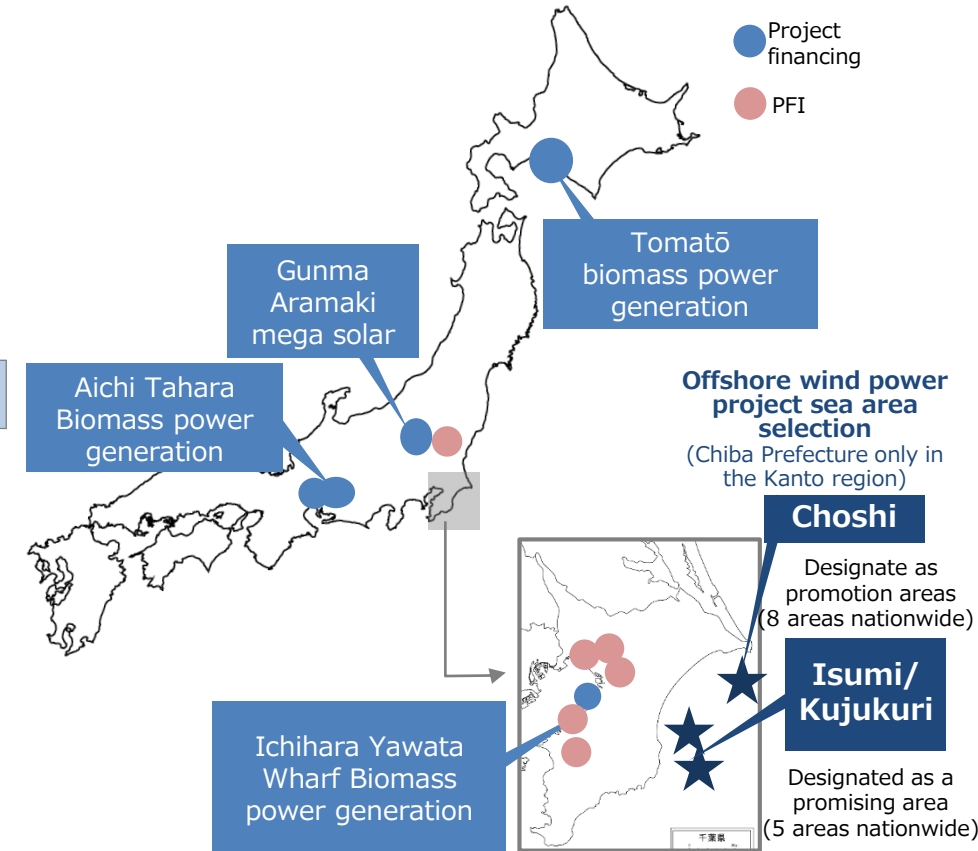 Project
financing
PFI
Tomatō
biomass power
generation
Gunma
Aramaki
mega solar
Aichi Tahara
Biomass power
generation
Offshore wind power
project sea area
selection
(Chiba Prefecture only in
the Kanto region)
Choshi
Designate as
promotion areas
(8 areas nationwide)
Isumi/
Kujukuri
Designated as a
promising area
(5 areas nationwide)
Ichihara Yawata
Wharf Biomass
power generation
千葉県